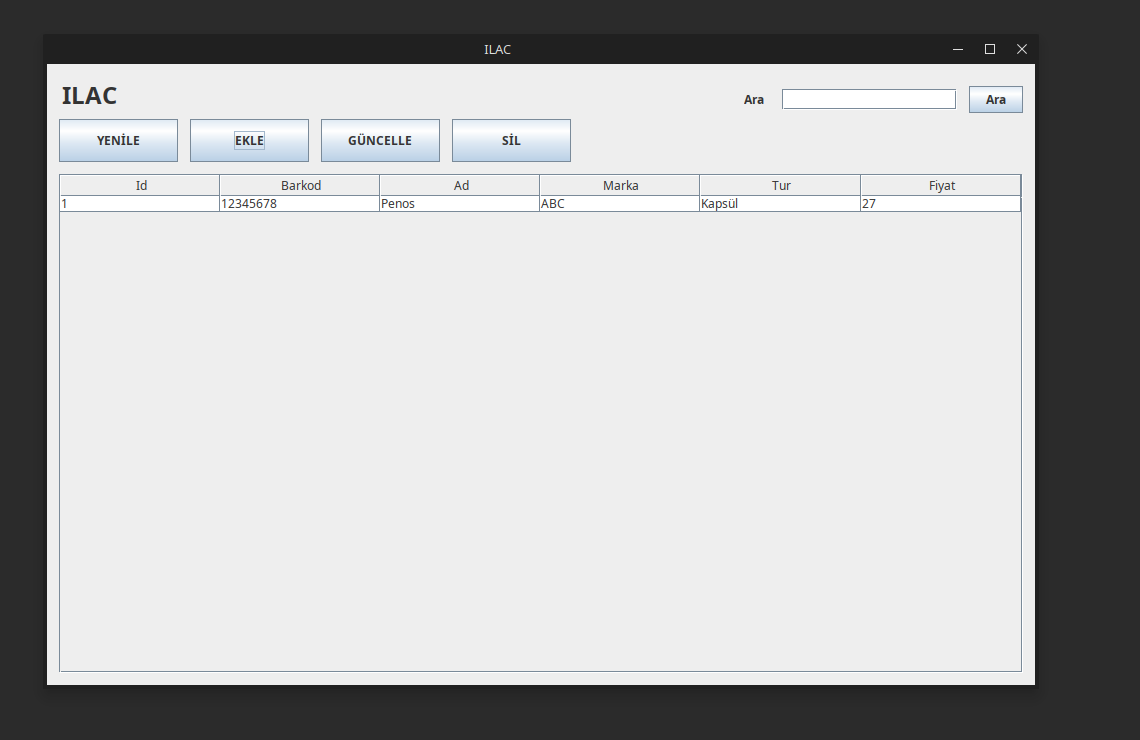 ILAC
ILAC
Ara
Ara
YENİLE
EKLE
GÜNCELLE
SİL
Id Barkod Ad Marka Tur Fiyat
1 12345678 Penos ABC Kapsül 27